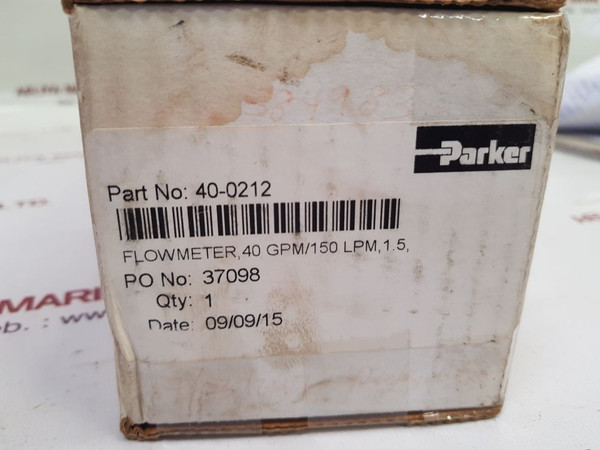 Parker
Part No: 40-0212
FLOWMETER,40 GPM/150 LPM,1.5,
PO No: 37098
Qty: 1
Date: 09/09/15